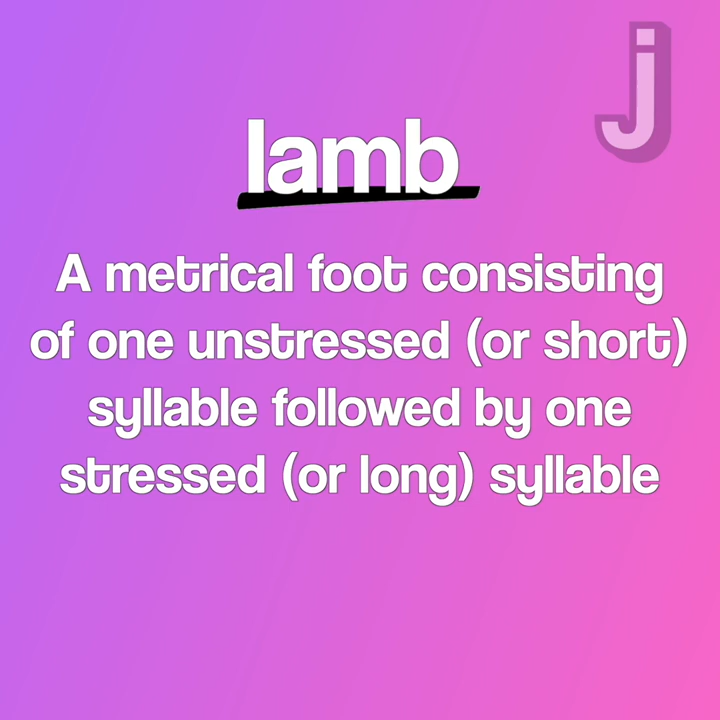 j
Iamb
A metrical foot consisting
of one unstressed (or short)
syllable followed by one
stressed (or long) syllable